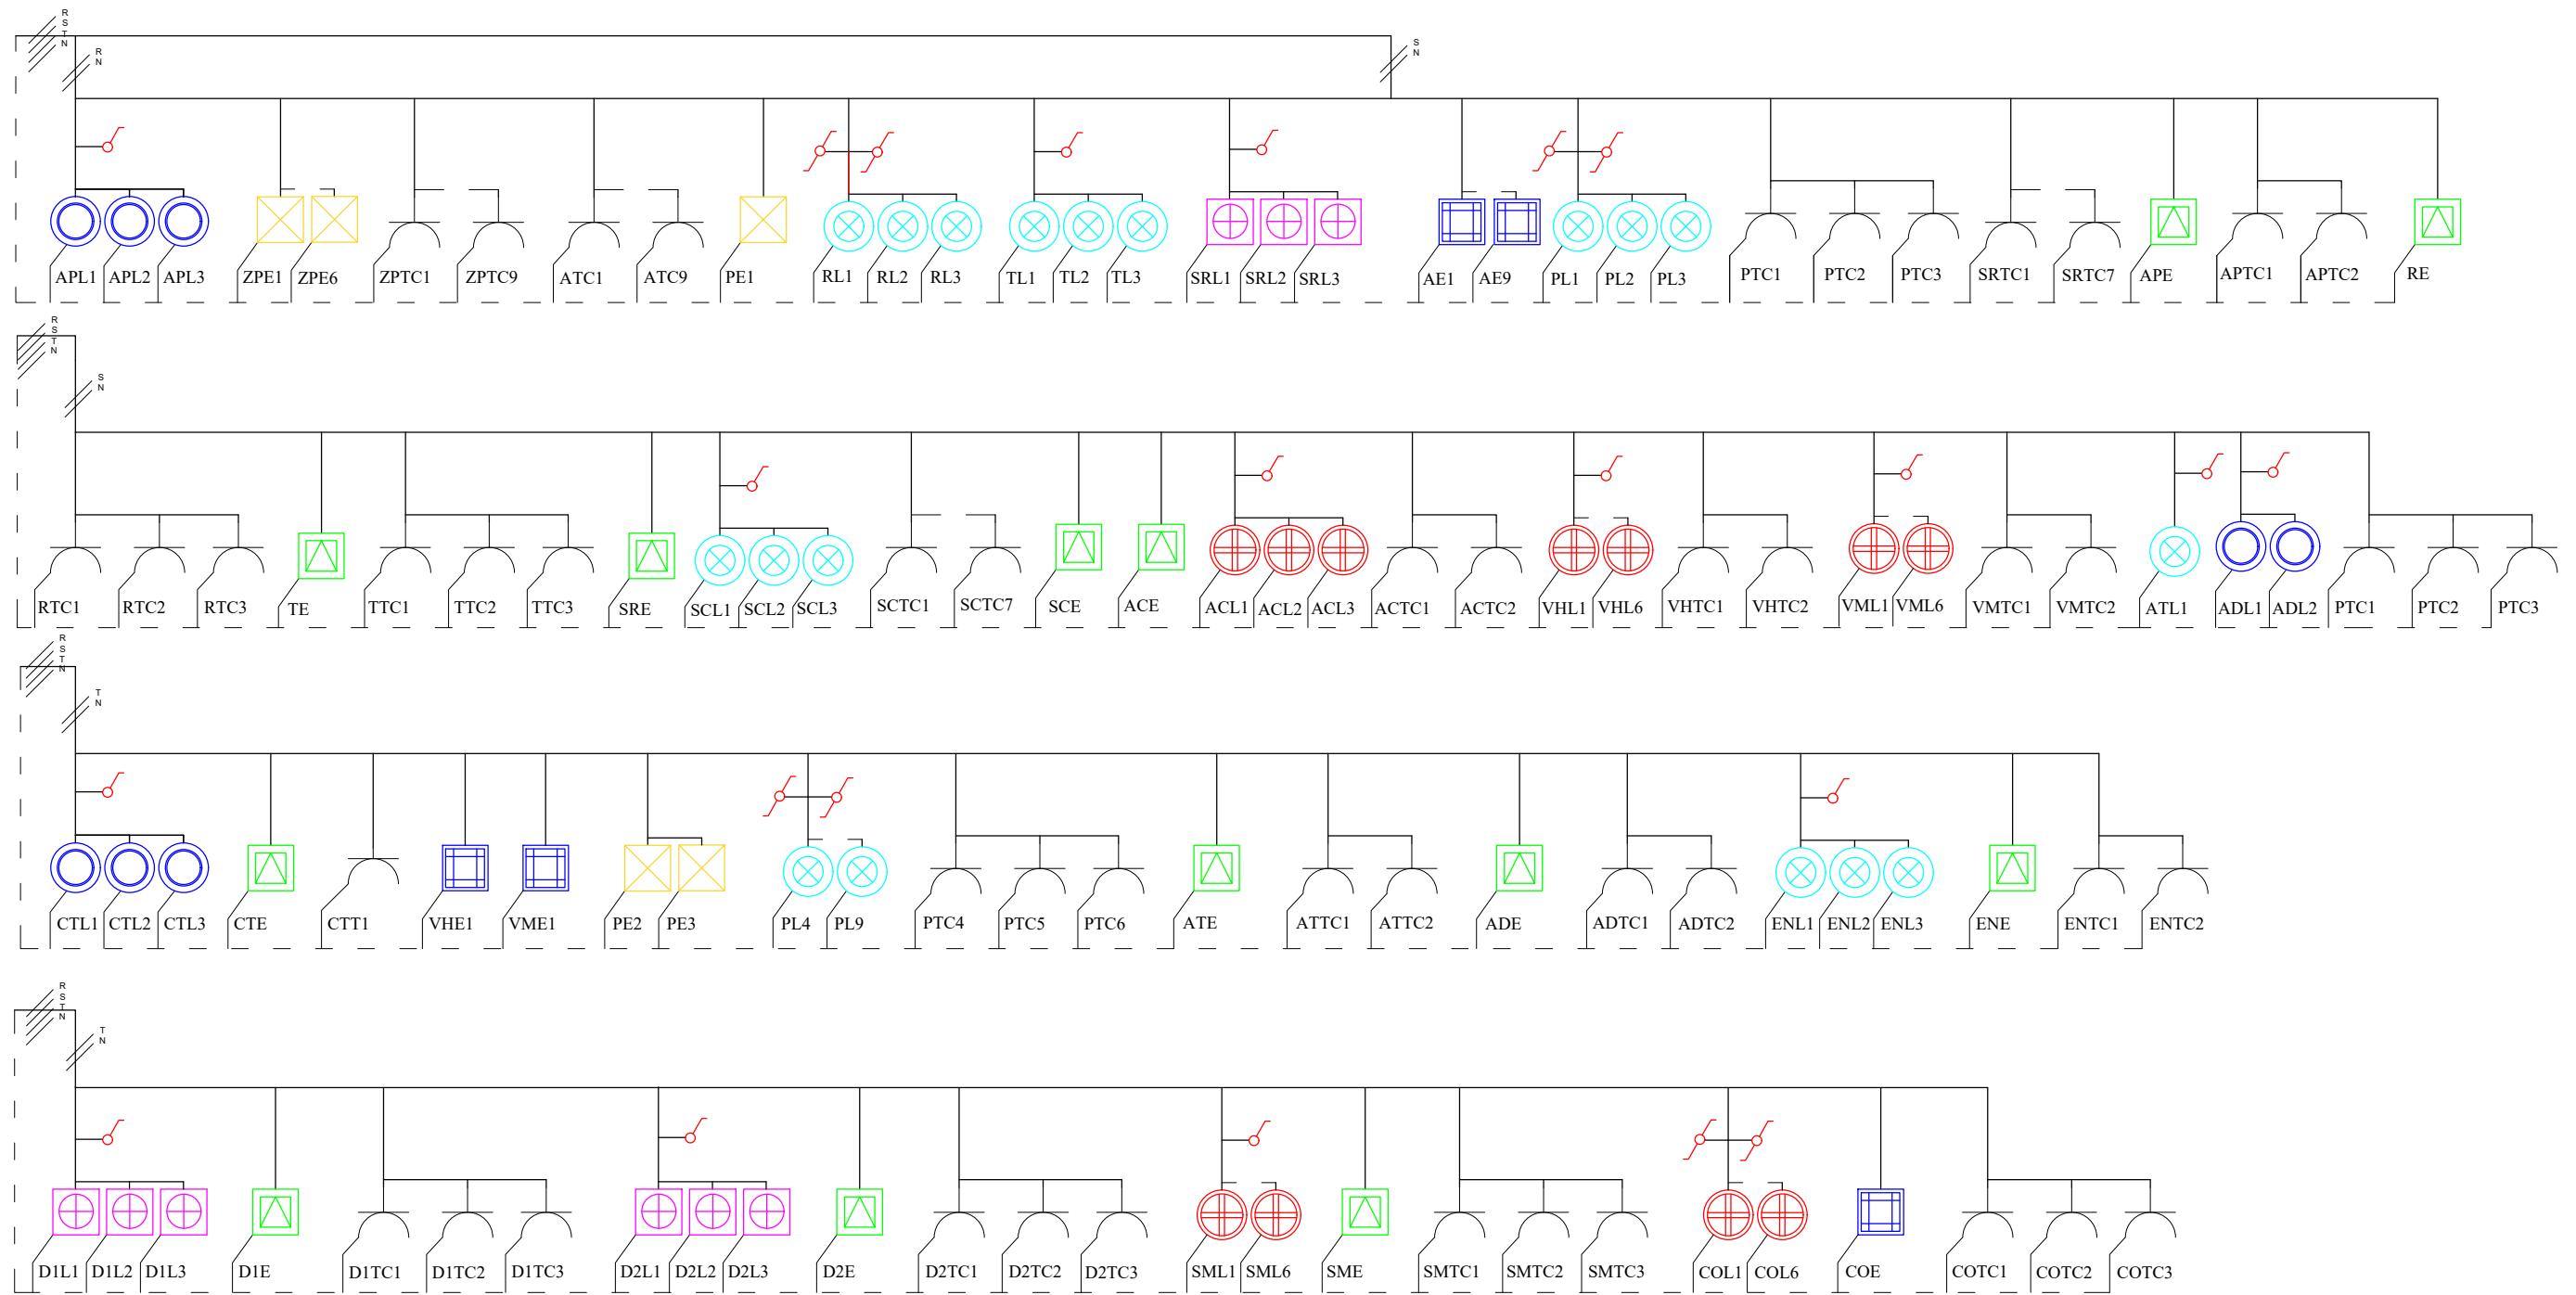 R
S
T
N
R
N
S
N
APL1 APL2 APL3 ZPE1 ZPE6 ZPTC1 ZPTC9 ATC1 ATC9 PE1 RL1 RL2 RL3 TL1 TL2 TL3 SRL1 SRL2 SRL3 AE1 AE9 PL1 PL2 PL3 PTC1 PTC2 PTC3 SRTC1 SRTC7 APE APTC1 APTC2 RE
R
S
T
N
S
N
RTC1 RTC2 RTC3 TE TTC1 TTC2 TTC3 SRE SCL1 SCL2 SCL3 SCTC1 SCTC7 SCE ACE ACL1 ACL2 ACL3 ACTC1 ACTC2 VHL1 VHL6 VHTC1 VHTC2 VML1 VML6 VMTC1 VMTC2 ATL1 ADL1 ADL2 PTC1 PTC2 PTC3
R
S
T
N
T
N
CTL1 CTL2 CTL3 CTE CTT1 VHE1 VME1 PE2 PE3 PL4 PL9 PTC4 PTC5 PTC6 ATE ATTC1 ATTC2 ADE ADTC1 ADTC2 ENL1 ENL2 ENL3 ENE ENTC1 ENTC2
R
S
T
N
T
N
D1L1 D1L2 D1L3 D1E D1TC1 D1TC2 D1TC3 D2L1 D2L2 D2L3 D2E D2TC1 D2TC2 D2TC3 SML1 SML6 SME SMTC1 SMTC2 SMTC3 COL1 COL6 COE COTC1 COTC2 COTC3